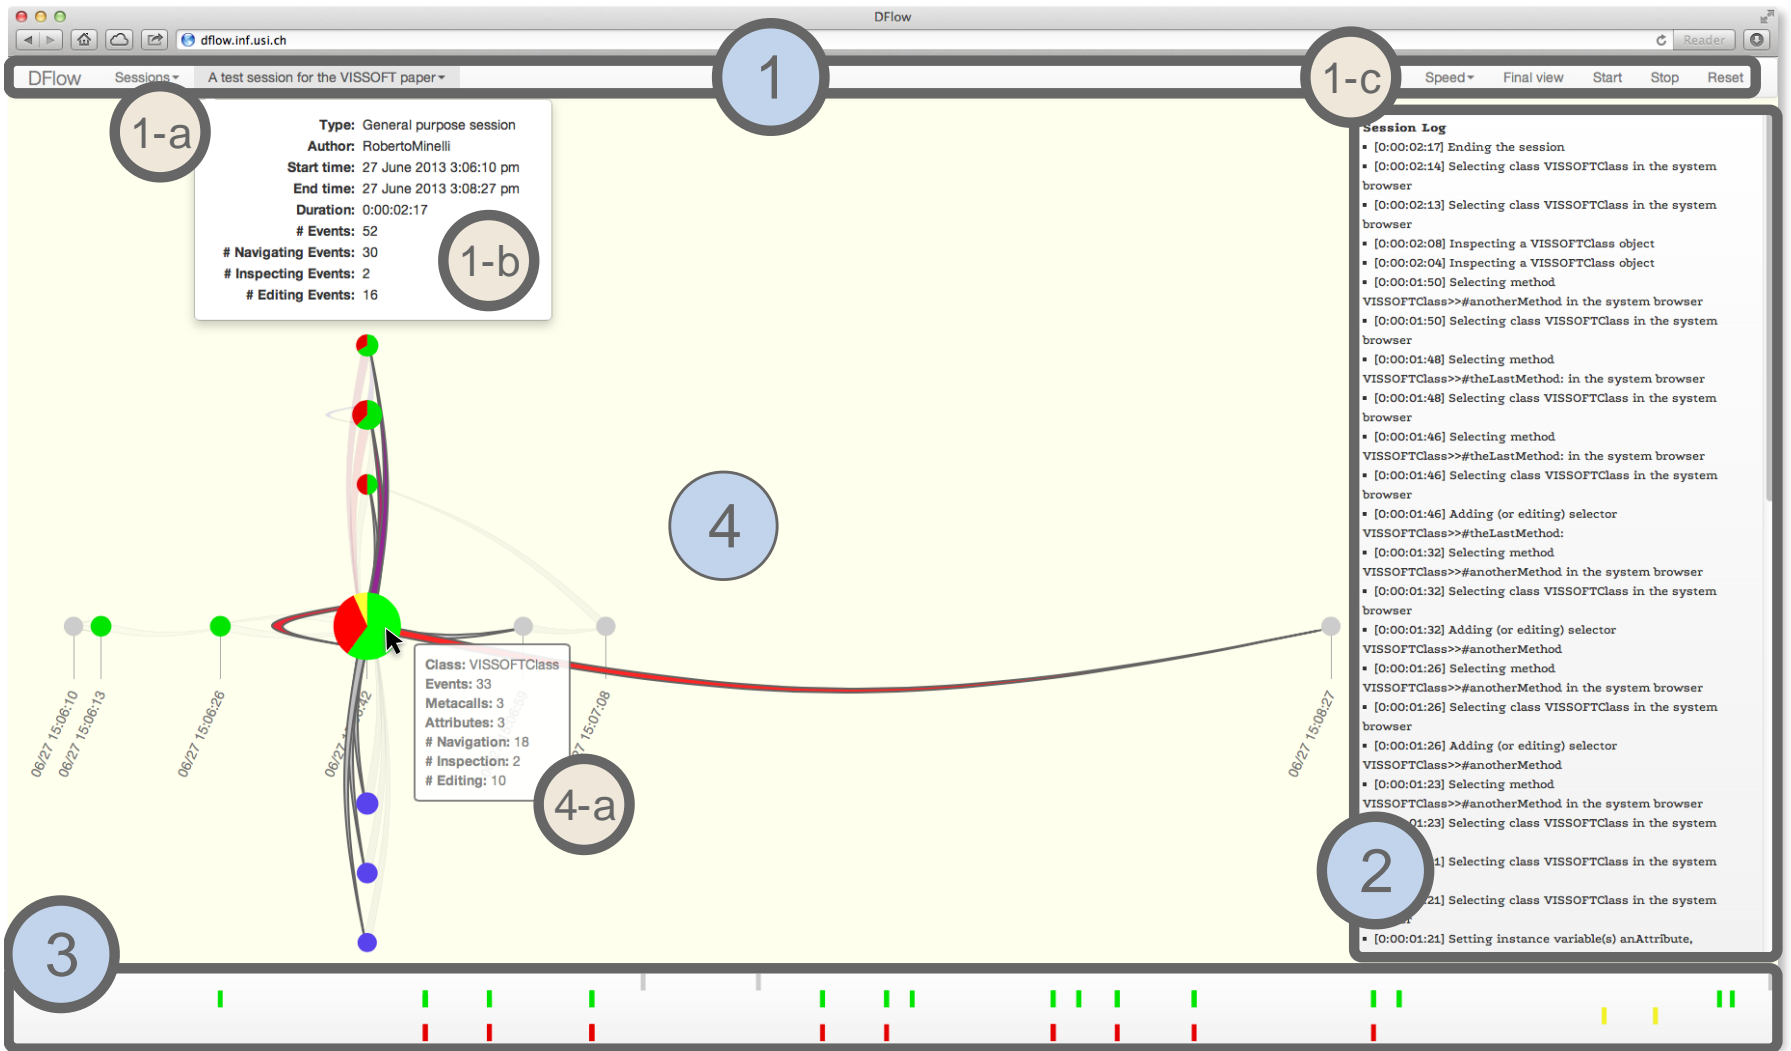 DFlow
dflow.inf.usi.ch
Reader
DFlow
Sessions
A test session for the VISSOFT paper
1
1-c
Speed
Final view
Start
Stop
Reset
1-a
Type: General purpose session
Author: RobertoMinelli
Start time: 27 June 2013 3:06:10 pm
End time: 27 June 2013 3:08:27 pm
Duration: 0:00:02:17
# Events: 52
# Navigating Events: 30
# Inspecting Events: 2
# Editing Events: 16
1-b
Session Log
[0:00:02:17] Ending the session
[0:00:02:14] Selecting class VISSOFTClass in the system
browser
[0:00:02:13] Selecting class VISSOFTClass in the system
browser
[0:00:02:08] Inspecting a VISSOFTClass object
[0:00:02:04] Inspecting a VISSOFTClass object
[0:00:01:50] Selecting method
VISSOFTClass>>#anotherMethod in the system browser
[0:00:01:50] Selecting class VISSOFTClass in the system
browser
[0:00:01:48] Selecting method
VISSOFTClass>>#theLastMethod: in the system browser
[0:00:01:48] Selecting class VISSOFTClass in the system
browser
[0:00:01:46] Selecting method
VISSOFTClass>>#theLastMethod: in the system browser
[0:00:01:46] Selecting class VISSOFTClass in the system
browser
[0:00:01:46] Adding (or editing) selector
VISSOFTClass>>#theLastMethod:
[0:00:01:32] Selecting method
VISSOFTClass>>#anotherMethod in the system browser
[0:00:01:32] Selecting class VISSOFTClass in the system
browser
[0:00:01:32] Adding (or editing) selector
VISSOFTClass>>#anotherMethod
[0:00:01:26] Selecting method
VISSOFTClass>>#anotherMethod in the system browser
[0:00:01:26] Selecting class VISSOFTClass in the system
browser
[0:00:01:26] Adding (or editing) selector
VISSOFTClass>>#anotherMethod
[0:00:01:23] Selecting method
VISSOFTClass>>#anotherMethod in the system browser
01:23] Selecting class VISSOFTClass in the system
1] Selecting class VISSOFTClass in the system
21] Selecting class VISSOFTClass in the system
[0:00:01:21] Setting instance variable(s) anAttribute,
2
4
Class: VISSOFTClass
Events: 33
Metacalls: 3
Attributes: 3
# Navigation: 18
# Inspection: 2
# Editing: 10
4-a
06/27 15:06:10
06/27 15:06:13
06/27 15:06:26
06/27
:42
27 15:07:08
06/27 15:08:27
3